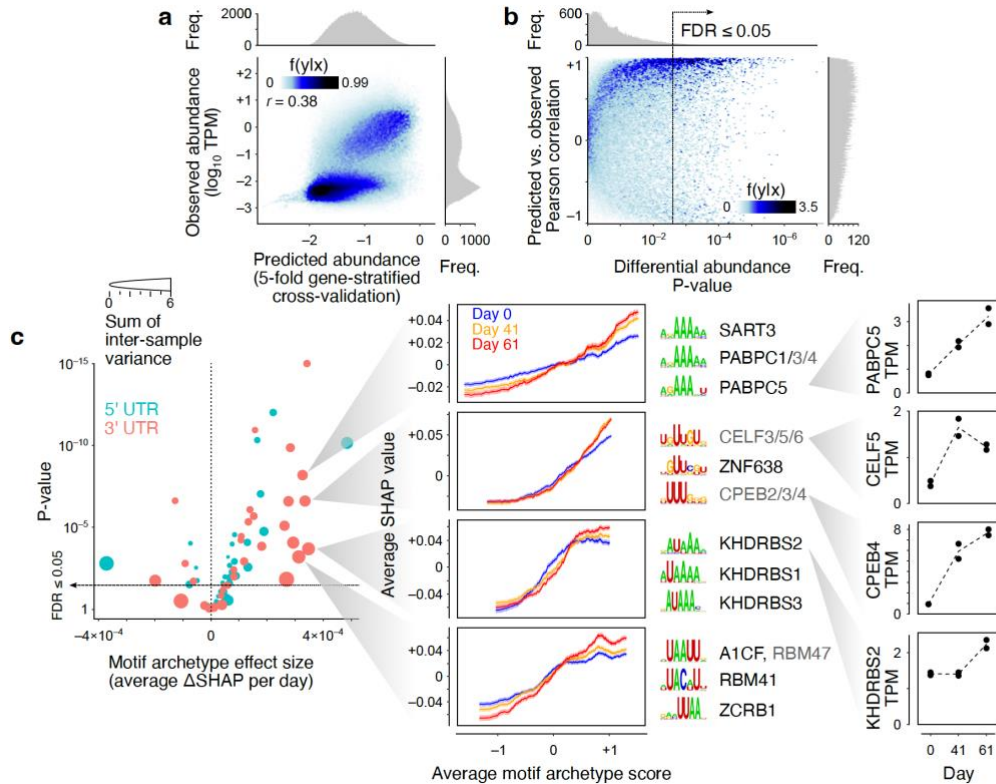 a
2000
Freq.
0
f(y|x)
0 0.99
r = 0.38
+2
+1
0
−1
−2
−3
Observed abundance
(log10 TPM)
−2 −1 0
Predicted abundance
(5-fold gene-stratified
cross-validation)
0 1000
Freq.
b
600
Freq.
0
FDR ≤ 0.05
+1
0
−1
Predicted vs. observed
Pearson correlation
f(y|x)
0 3.5
0 10−2 10−4 10−6
Differential abundance
P-value
0 120
Freq.
c
0 6
Sum of
inter-sample
variance
5' UTR
3' UTR
10−15
10−10
10−5
1
P-value
FDR ≤ 0.05
−4×10−4 0 4×10−4
Motif archetype effect size
(average ΔSHAP per day)
Day 0
Day 41
Day 61
+0.04
+0.02
0
−0.02
+0.05
0
+0.04
0
−0.04
+0.04
0
−0.04
Average SHAP value
−1 0 +1
Average motif archetype score
SART3
PABPC1/3/4
PABPC5
CELF3/5/6
ZNF638
CPEB2/3/4
KHDRBS2
KHDRBS1
KHDRBS3
A1CF, RBM47
RBM41
ZCRB1
PABPC5
TPM
3
0
CELF5
TPM
2
1
0
CPEB4
TPM
8
4
0
KHDRBS2
TPM
2
1
0
0 41 61
Day